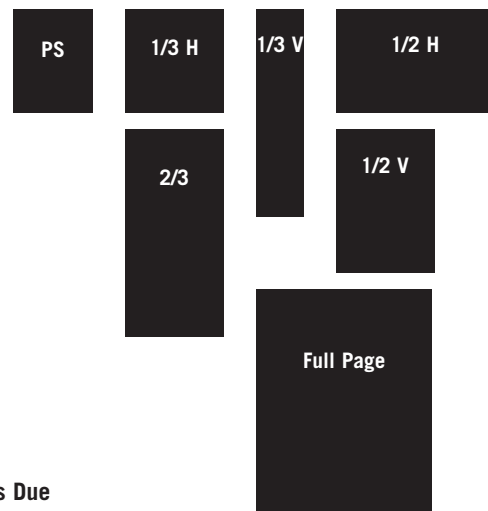 PS
1/3 H
1/3 V
1/2 H
2/3
1/2 V
Full Page
s Due